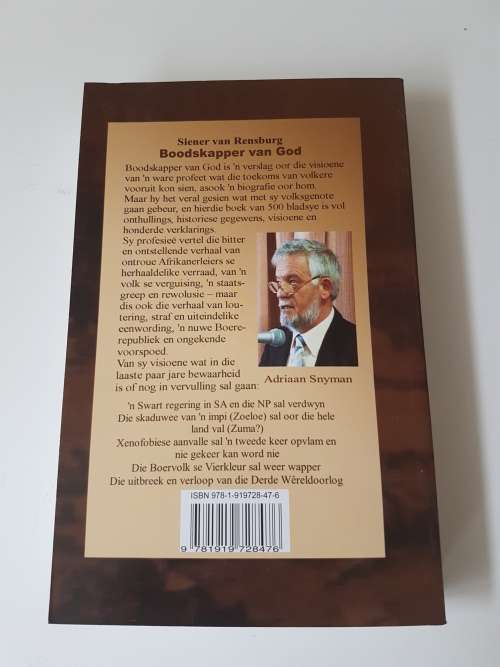 Siener van Rensburg
Boodskapper van God
Boodskapper van God is 'n verslag oor die visioene
van 'n ware profeet wat die toekoms van volkere
vooruit kon sien, asook 'n biografie oor hom.
Maar hy het veral gesien wat met sy volksgenote
gaan gebeur, en hierdie boek van 500 bladsye is vol
onthullings, historiese gegewens, visioene en
honderde verklarings.
Sy profesieë vertel die bitter
en ontstellende verhaal van
ontroue Afrikanerleiers se
herhaaldelike verraad, van 'n
volk se verguising, 'n staats-
greep en rewolusie – maar
dis ook die verhaal van lou-
tering, straf en uiteindelike
eenwording, 'n nuwe Boere-
republiek en ongekende
voorspoed.
Van sy visioene wat in die
laaste paar jare bewaarheid
is of nog in vervulling sal gaan:
Adriaan Snyman
'n Swart regering in SA en die NP sal verdwyn
Die skaduwee van 'n impi (Zoeloe) sal oor die hele
land val (Zuma?)
Xenofobiese aanvalle sal 'n tweede keer opvlam en
nie gekeer kan word nie
Die Boervolk se Vierkleur sal weer wapper
Die uitbreek en verloop van die Derde Wêreldoorlog
ISBN 978-1-919728-47-6
9 781919 728476